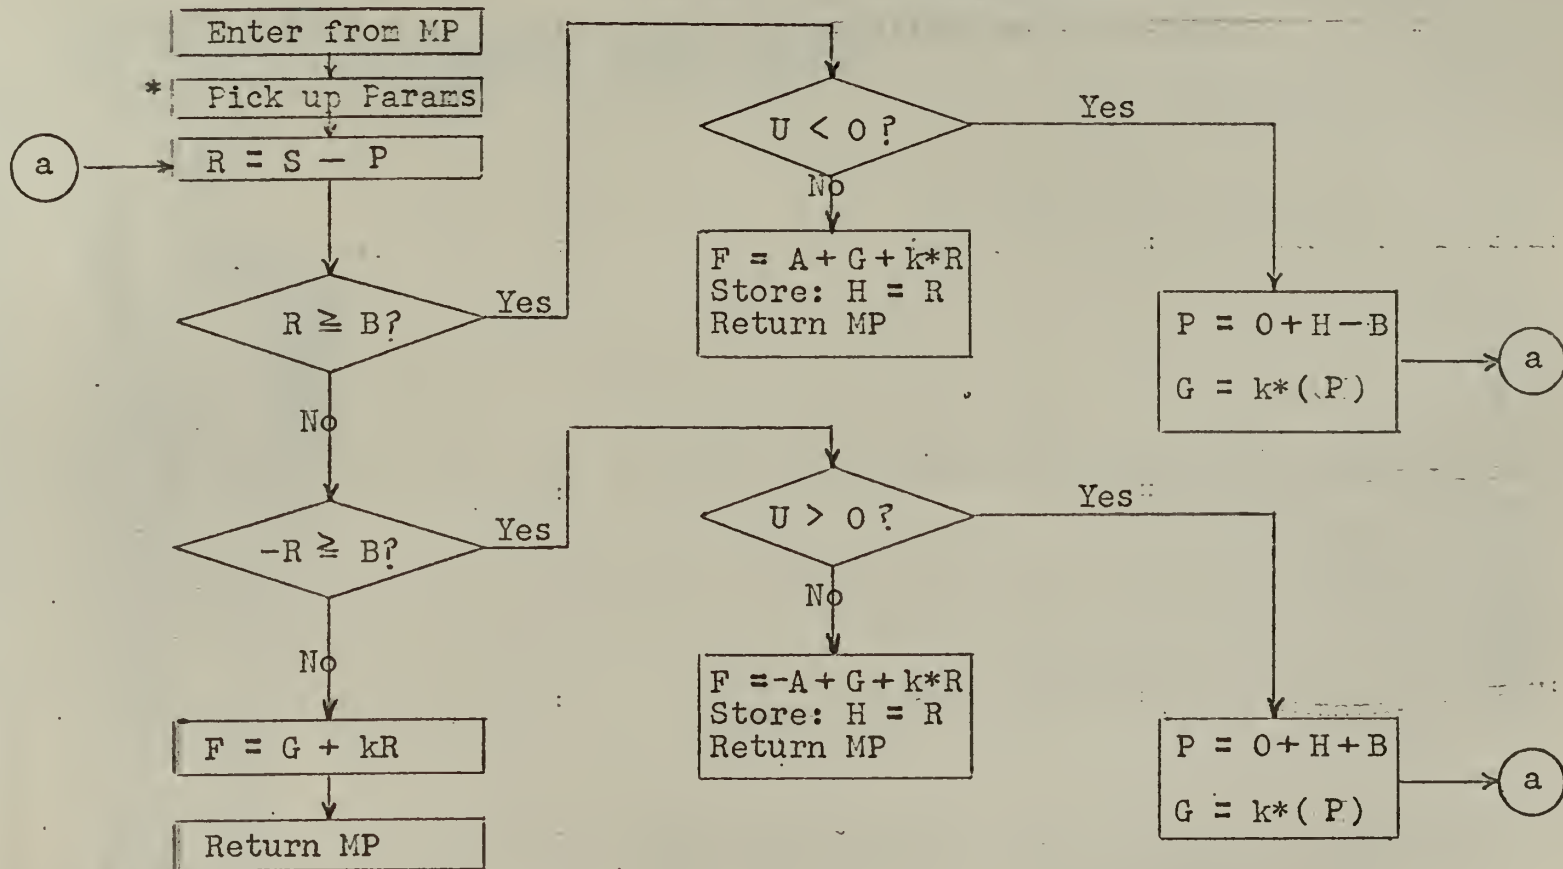 Enter from MP
* Pick up Params
a
R = S - P
R ≧ B?
Yes
No
-R ≧ B?
Yes
No
F = G + kR
Return MP
U < 0?
Yes
No
F = A + G + k*R
Store: H = R
Return MP
P = 0 + H - B
G = k*( P )
a
U > 0?
Yes
No
F = -A + G + k*R
Store: H = R
Return MP
P = 0 + H + B
G = k*( P )
a